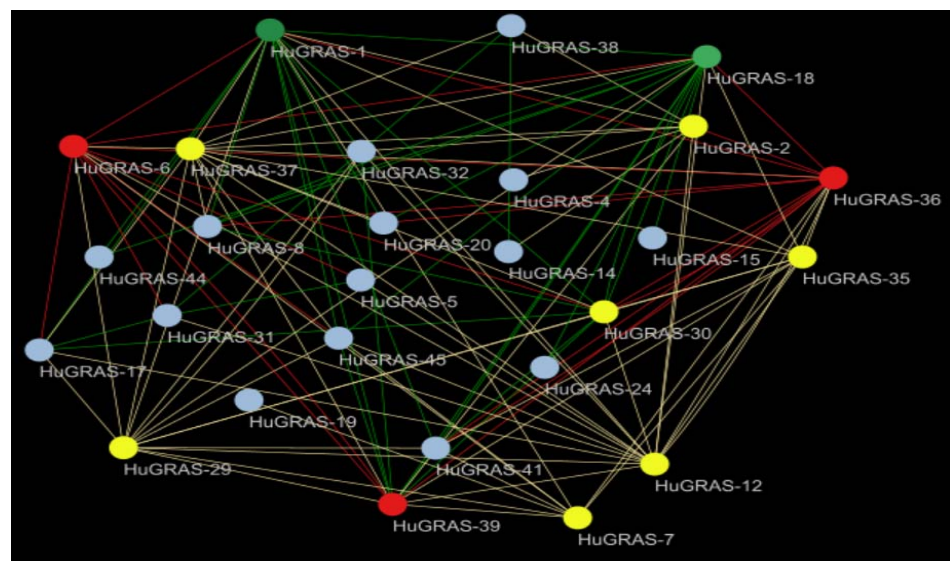 HuGRAS-1
HuGRAS-38
HuGRAS-18
HuGRAS-2
HuGRAS-6
HuGRAS-37
HuGRAS-32
HuGRAS-36
HuGRAS-4
HuGRAS-8
HuGRAS-20
HuGRAS-15
HuGRAS-14
HuGRAS-44
HuGRAS-35
HuGRAS-5
HuGRAS-31
HuGRAS-30
HuGRAS-45
HuGRAS-17
HuGRAS-24
HuGRAS-19
HuGRAS-29
HuGRAS-41
HuGRAS-12
HuGRAS-39
HuGRAS-7